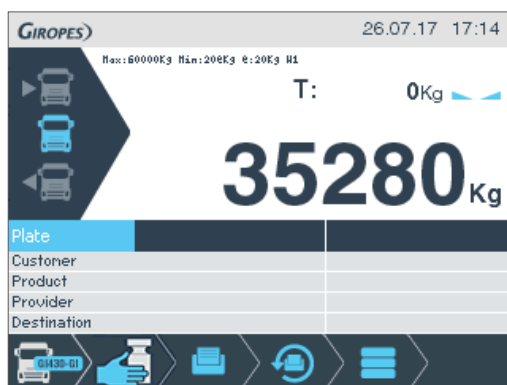 GIROPES)
26.07.17 17:14
Max:60000Kg Min:20eKg e:20Kg W1
T: 0Kg
35280Kg
Plate
Customer
Product
Provider
Destination
GI430-GI